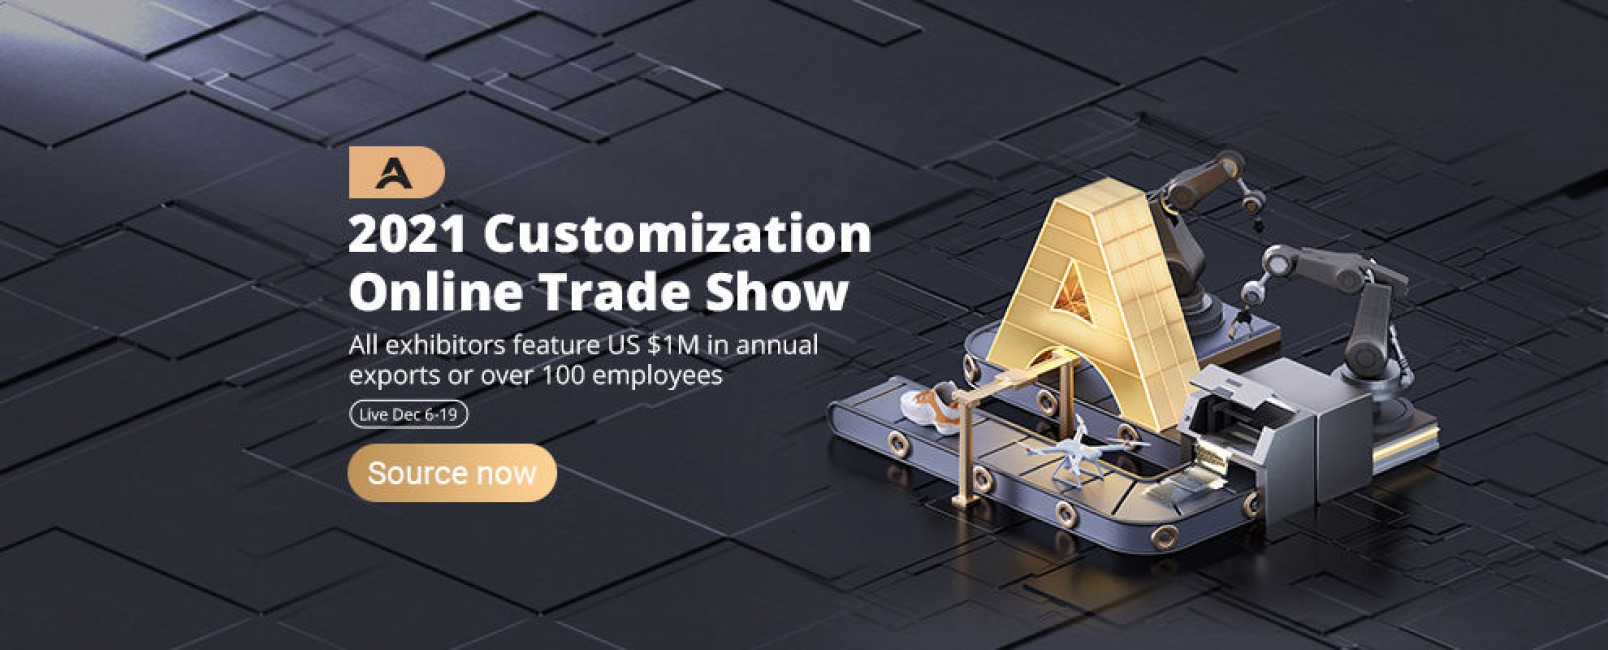 A
2021 Customization
Online Trade Show
All exhibitors feature US $1M in annual
exports or over 100 employees
Live Dec 6-19
Source now
A